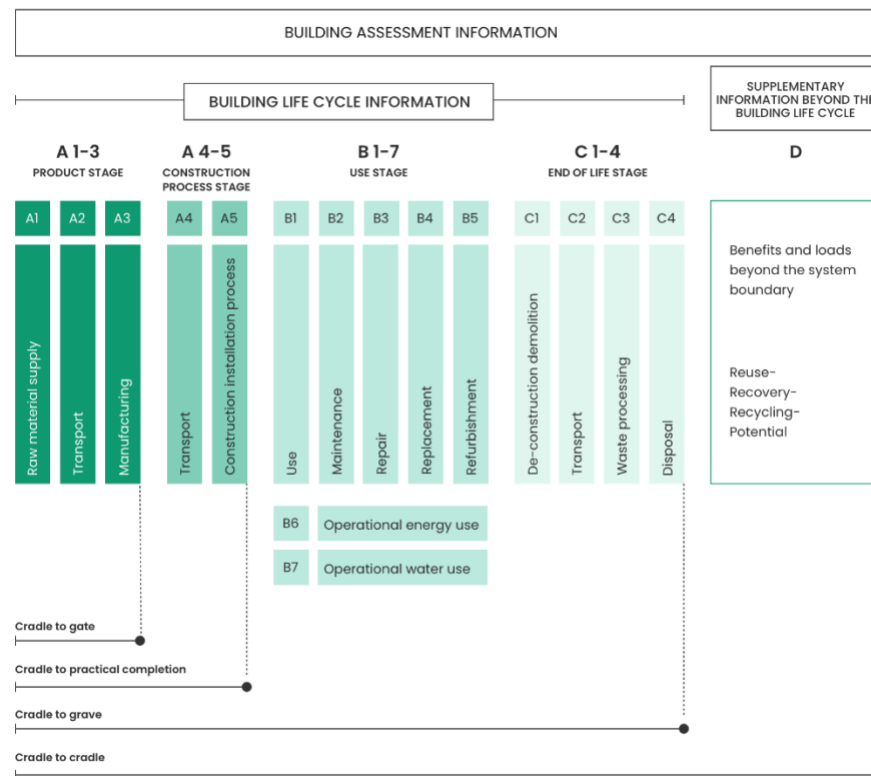 BUILDING ASSESSMENT INFORMATION
BUILDING LIFE CYCLE INFORMATION
SUPPLEMENTARY
INFORMATION BEYOND THE
BUILDING LIFE CYCLE
A 1-3
PRODUCT STAGE
A 4-5
CONSTRUCTION
PROCESS STAGE
B 1-7
USE STAGE
C 1-4
END OF LIFE STAGE
D
A1
A2
A3
A4
A5
B1
B2
B3
B4
B5
C1
C2
C3
C4
Raw material supply
Transport
Manufacturing
Transport
Construction installation process
Use
Maintenance
Repair
Replacement
Refurbishment
De-construction demolition
Transport
Waste processing
Disposal
Benefits and loads
beyond the system
boundary
Reuse-
Recovery-
Recycling-
Potential
B6
Operational energy use
B7
Operational water use
Cradle to gate
Cradle to practical completion
Cradle to grave
Cradle to cradle